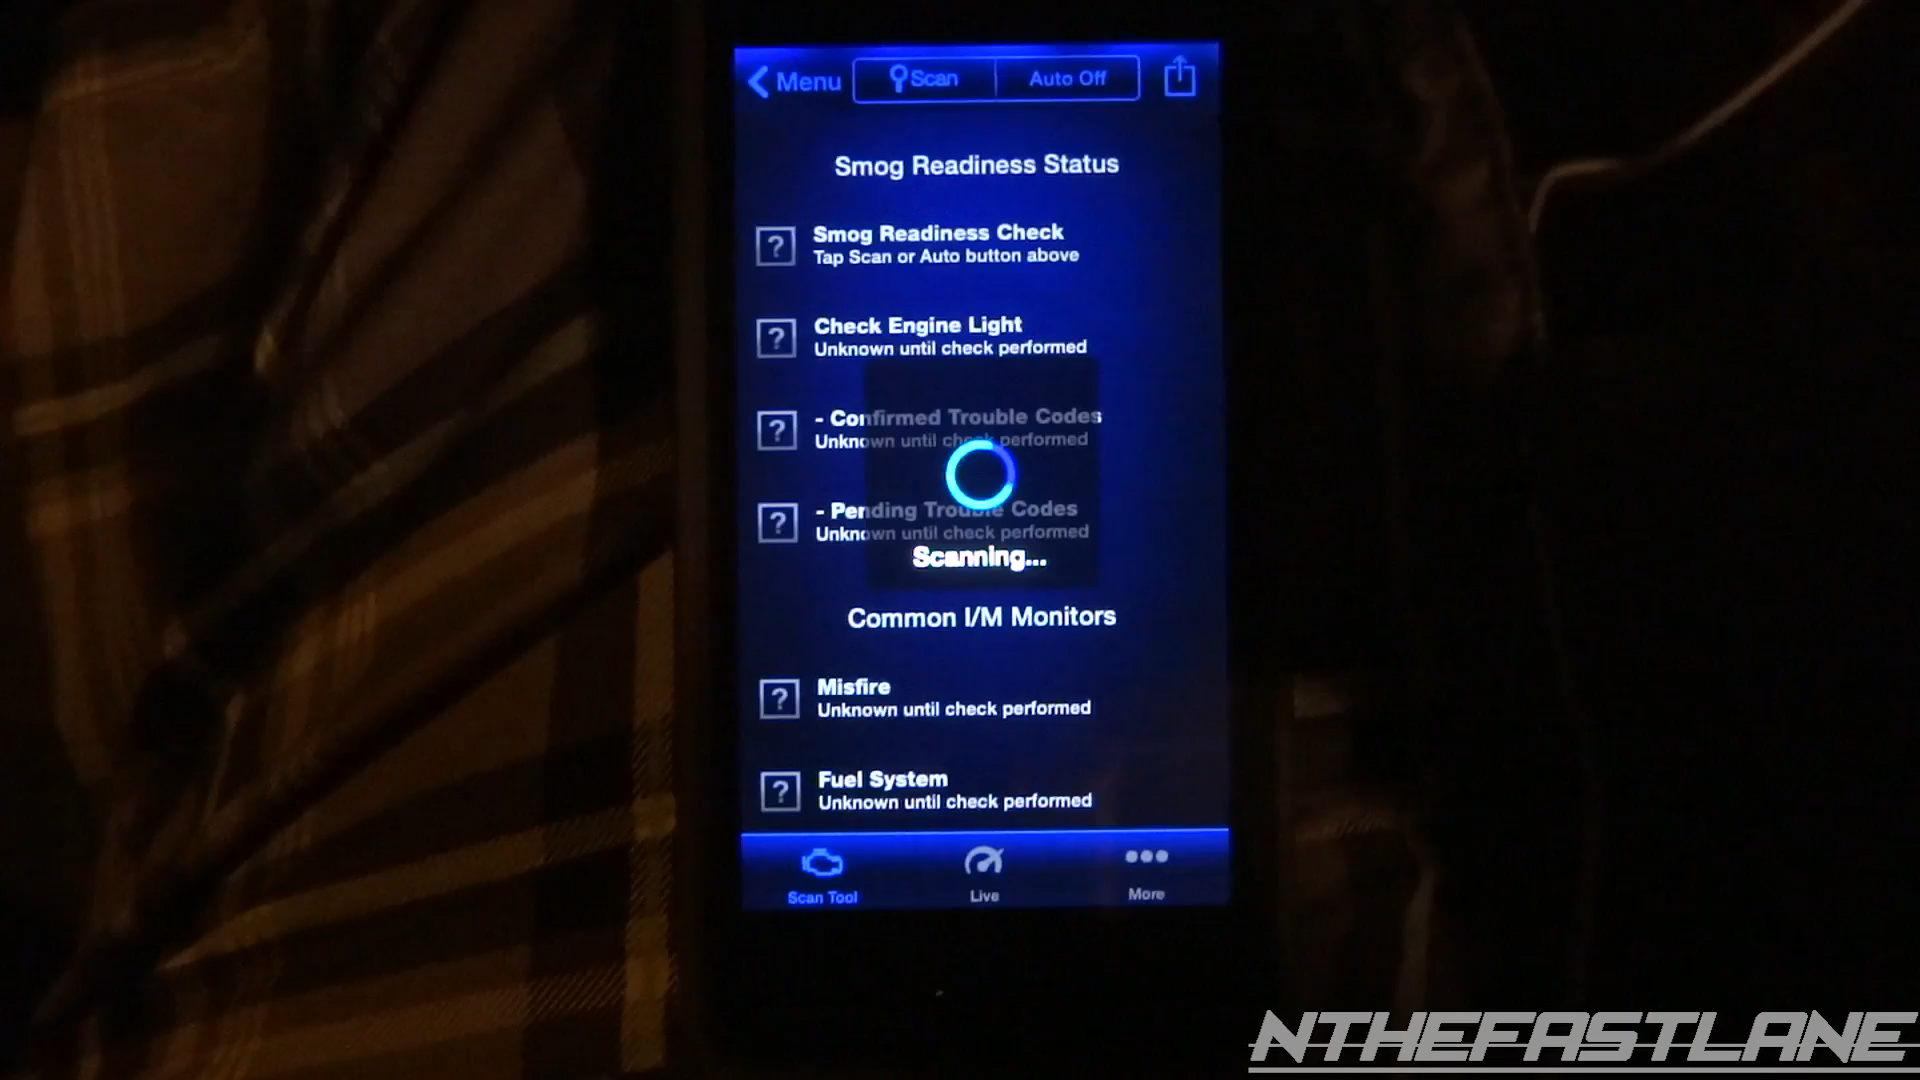 Menu
Scan
Auto Off
Smog Readiness Status
Smog Readiness Check
Tap Scan or Auto button above
Check Engine Light
Unknown until check performed
- Confirmed Trouble Codes
Unknown until check performed
- Pending Trouble Codes
Unknown until check performed
Scanning...
Common I/M Monitors
Misfire
Unknown until check performed
Fuel System
Unknown until check performed
Scan Tool
Live
More
NTHEFASTLANE